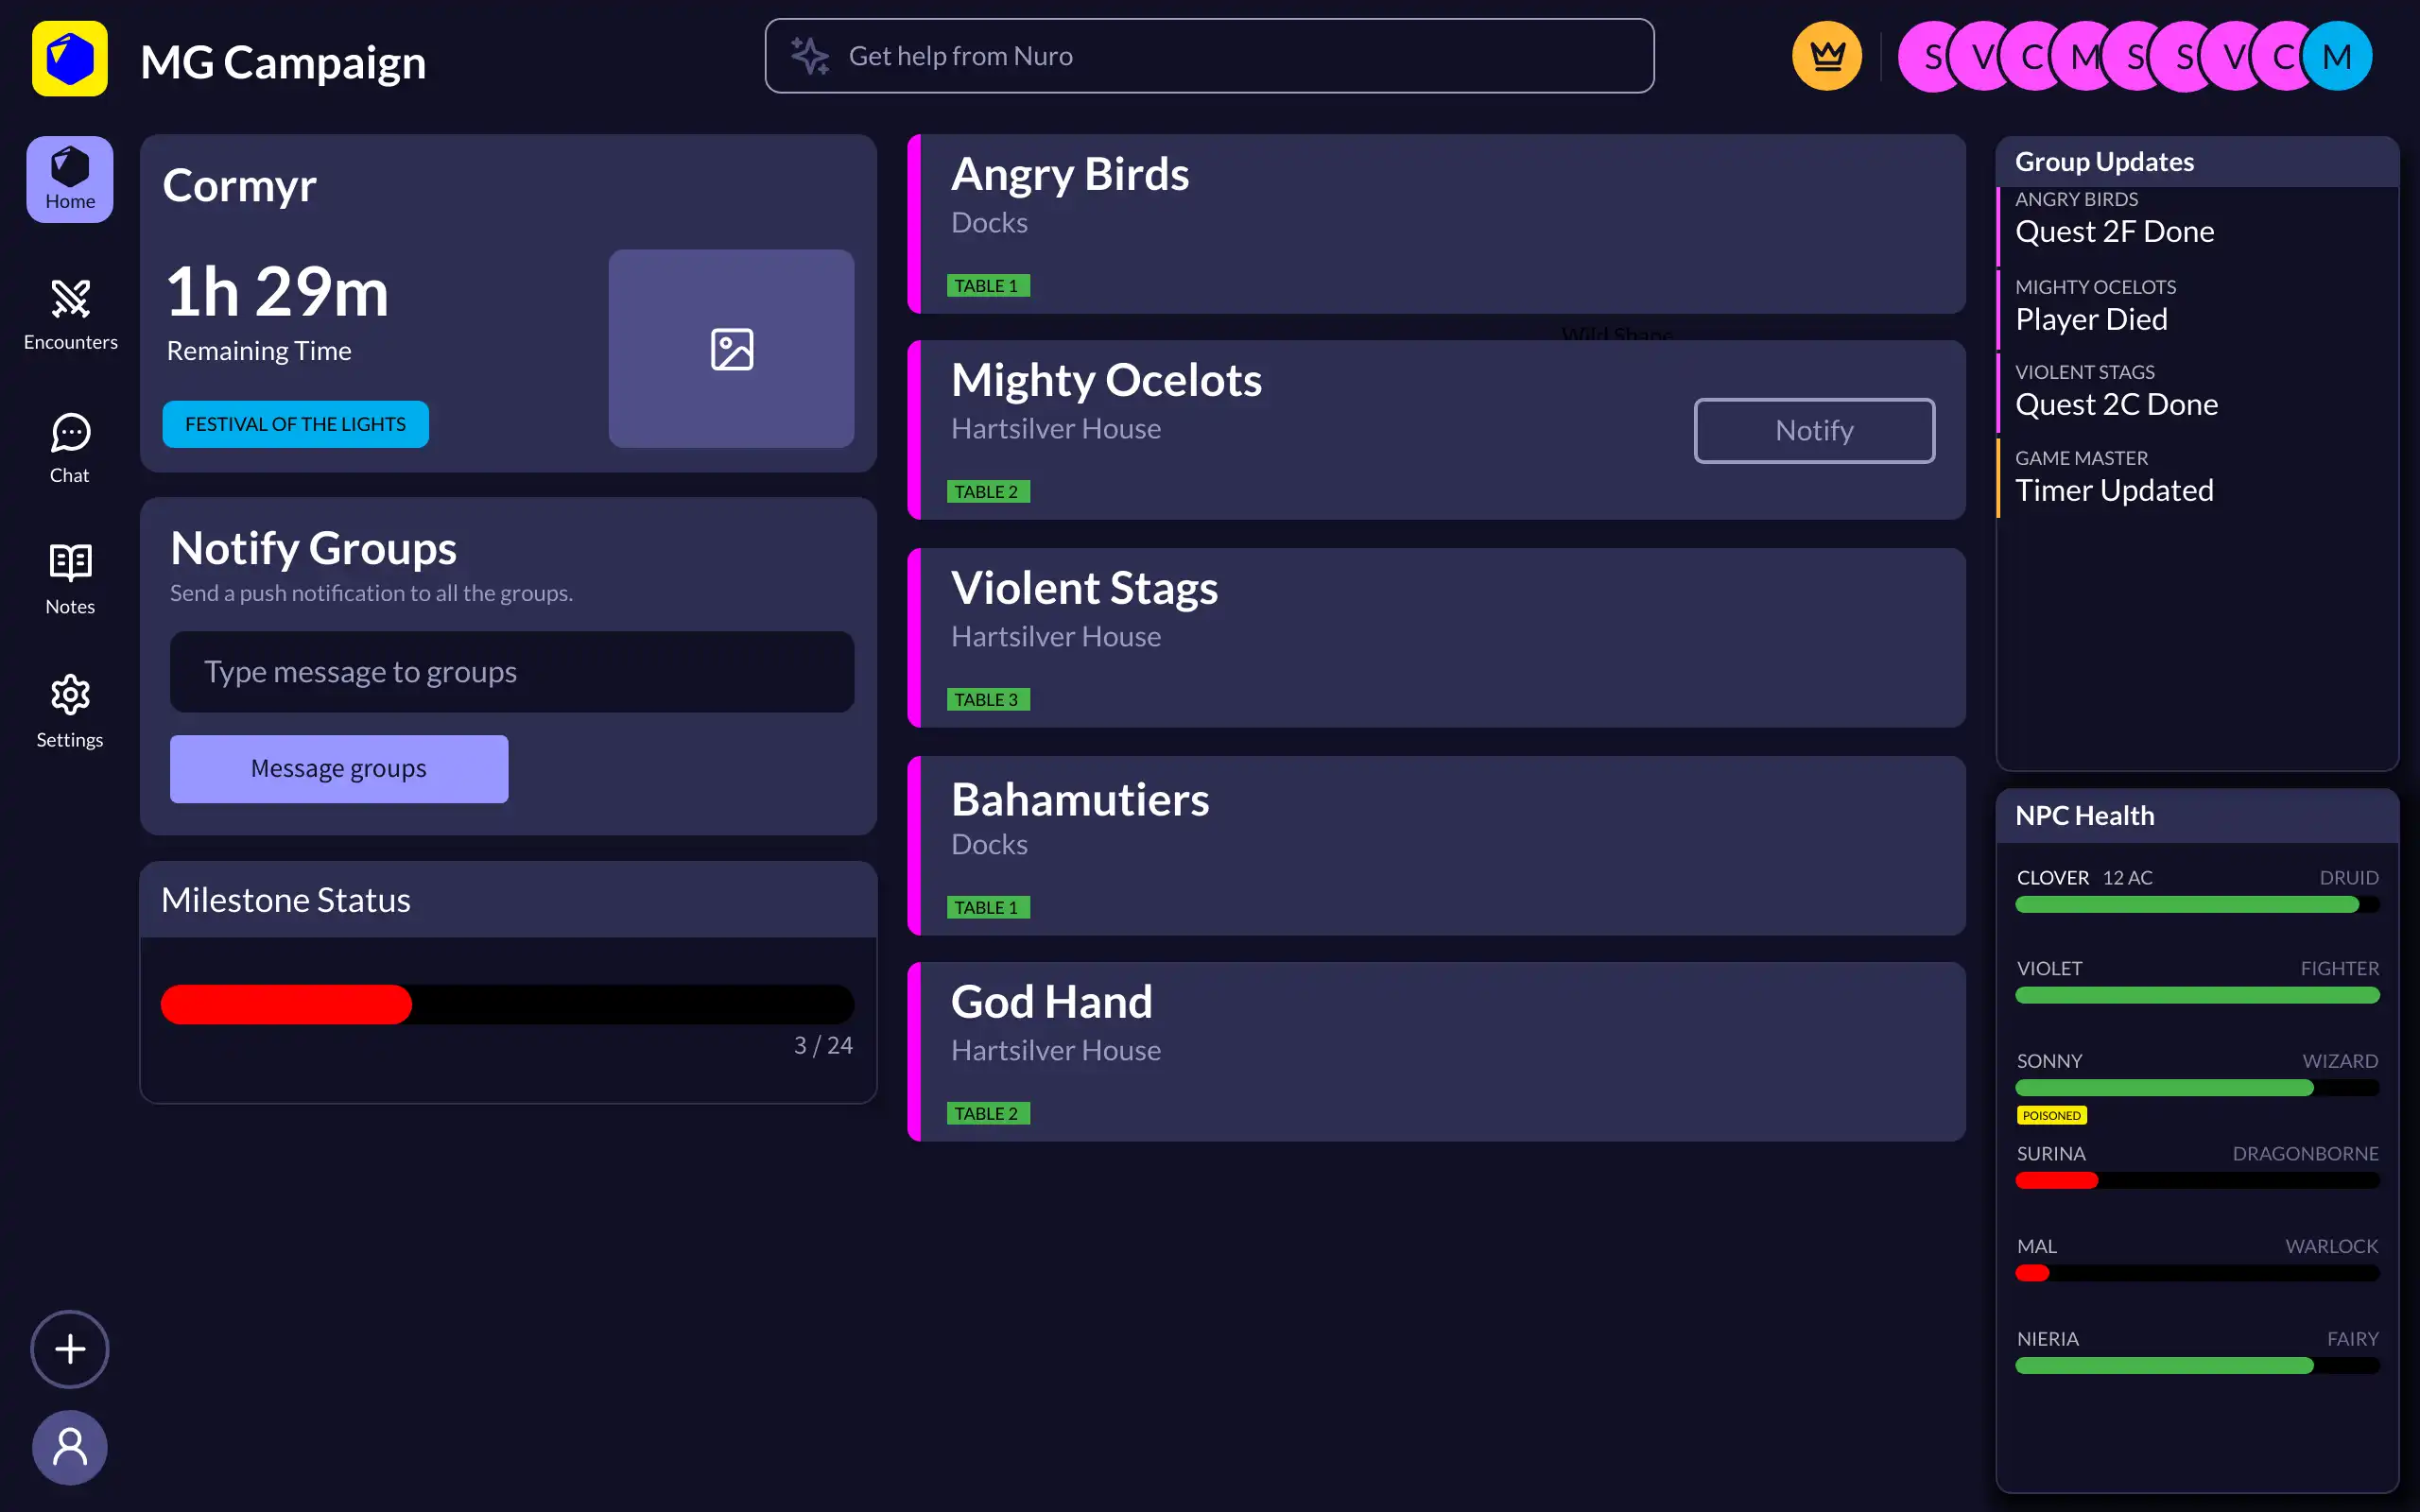 MG Campaign
Get help from Nuro
S V C M S S V C M
Home
Encounters
Chat
Notes
Settings
Cormyr
1h 29m
Remaining Time
FESTIVAL OF THE LIGHTS
Notify Groups
Send a push notification to all the groups.
Type message to groups
Message groups
Milestone Status
3 / 24
Angry Birds
Docks
TABLE 1
Wild Shape
Mighty Ocelots
Hartsilver House
Notify
TABLE 2
Violent Stags
Hartsilver House
TABLE 3
Bahamutiers
Docks
TABLE 1
God Hand
Hartsilver House
TABLE 2
Group Updates
ANGRY BIRDS
Quest 2F Done
MIGHTY OCELOTS
Player Died
VIOLENT STAGS
Quest 2C Done
GAME MASTER
Timer Updated
NPC Health
CLOVER 12 AC DRUID
VIOLET FIGHTER
SONNY WIZARD
POISONED
SURINA DRAGONBORNE
MAL WARLOCK
NIERIA FAIRY